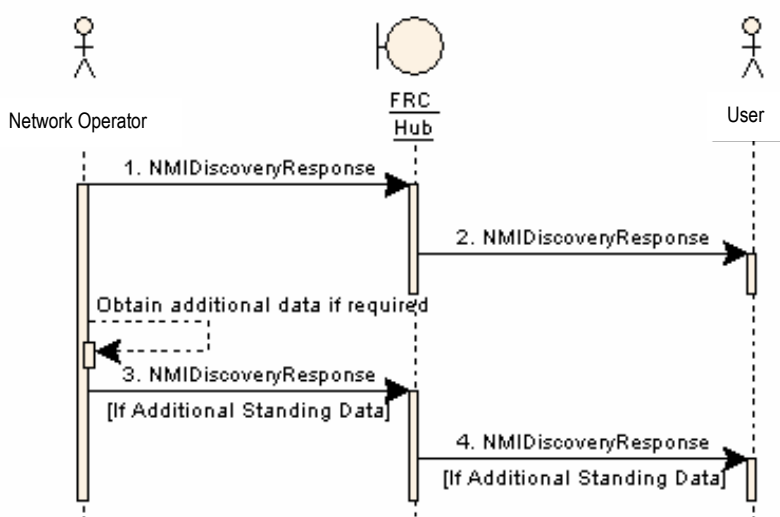 Network Operator
FRC
Hub
User
1. NMIDiscoveryResponse
2. NMIDiscoveryResponse
Obtain additional data if required
3. NMIDiscoveryResponse
[If Additional Standing Data]
4. NMIDiscoveryResponse
[If Additional Standing Data]